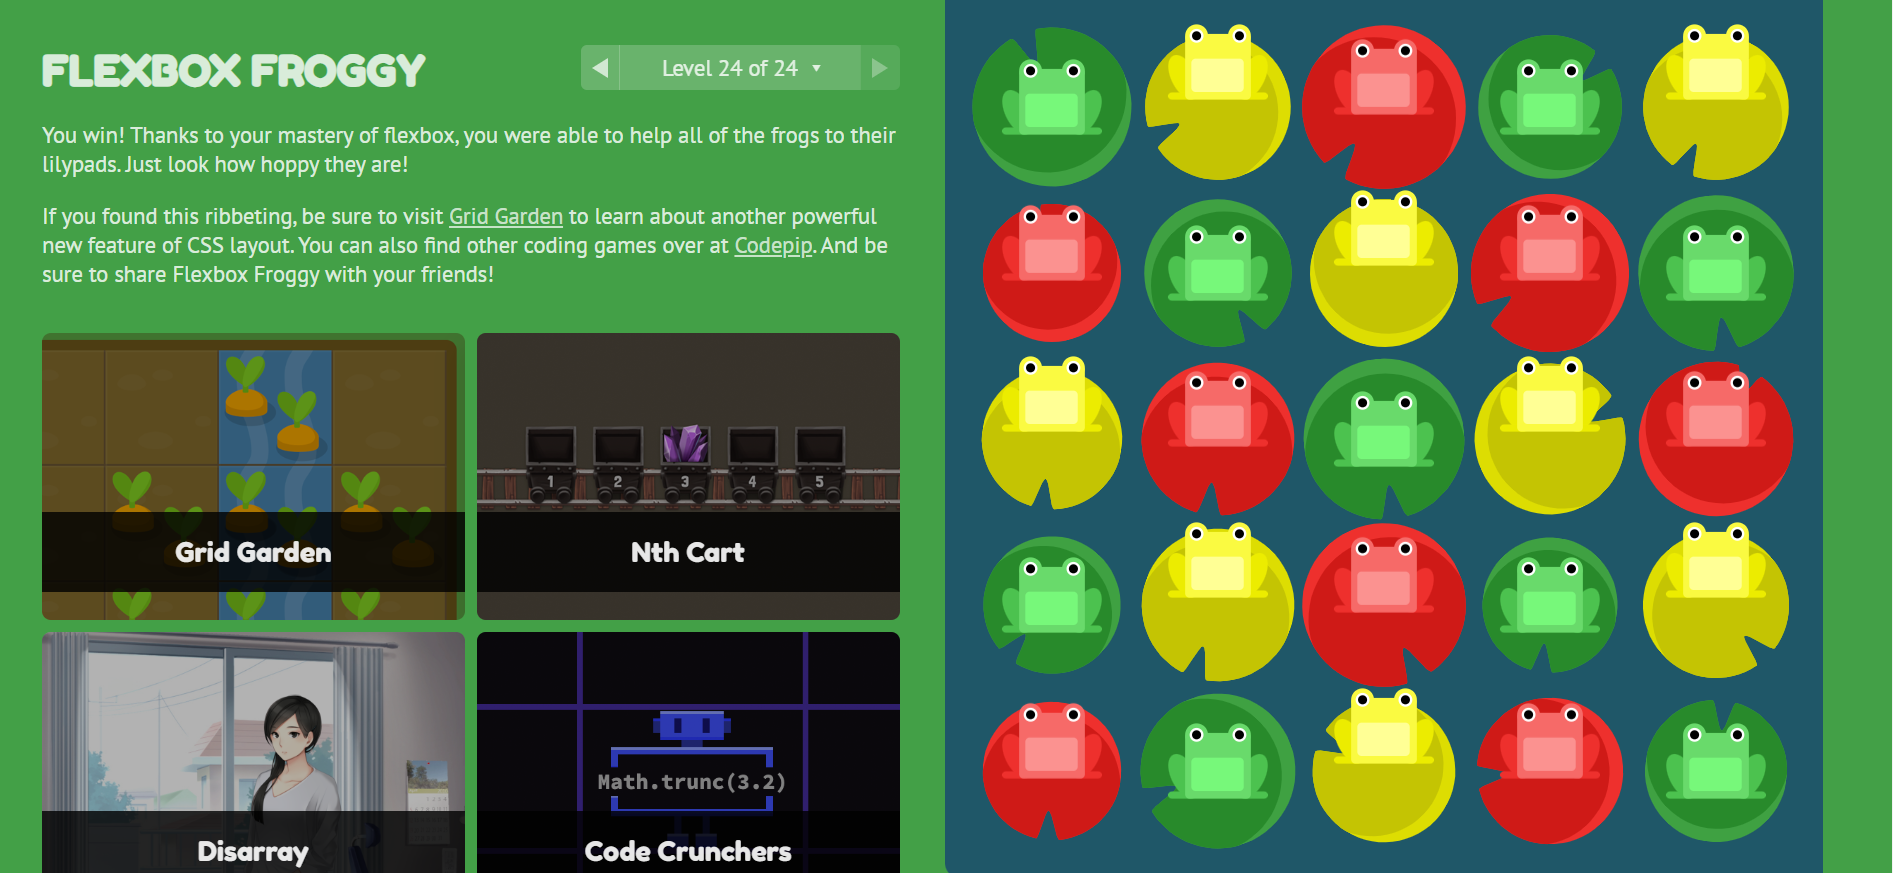 FLEXBOX FROGGY
Level 24 of 24
You win! Thanks to your mastery of flexbox, you were able to help all of the frogs to their
lilypads. Just look how hoppy they are!
If you found this ribbeting, be sure to visit Grid Garden to learn about another powerful
new feature of CSS layout. You can also find other coding games over at Codepip. And be
sure to share Flexbox Froggy with your friends!
Grid Garden
1 2 3 4 5
Nth Cart
Disarray
Math.trunc(3.2)
Code Crunchers